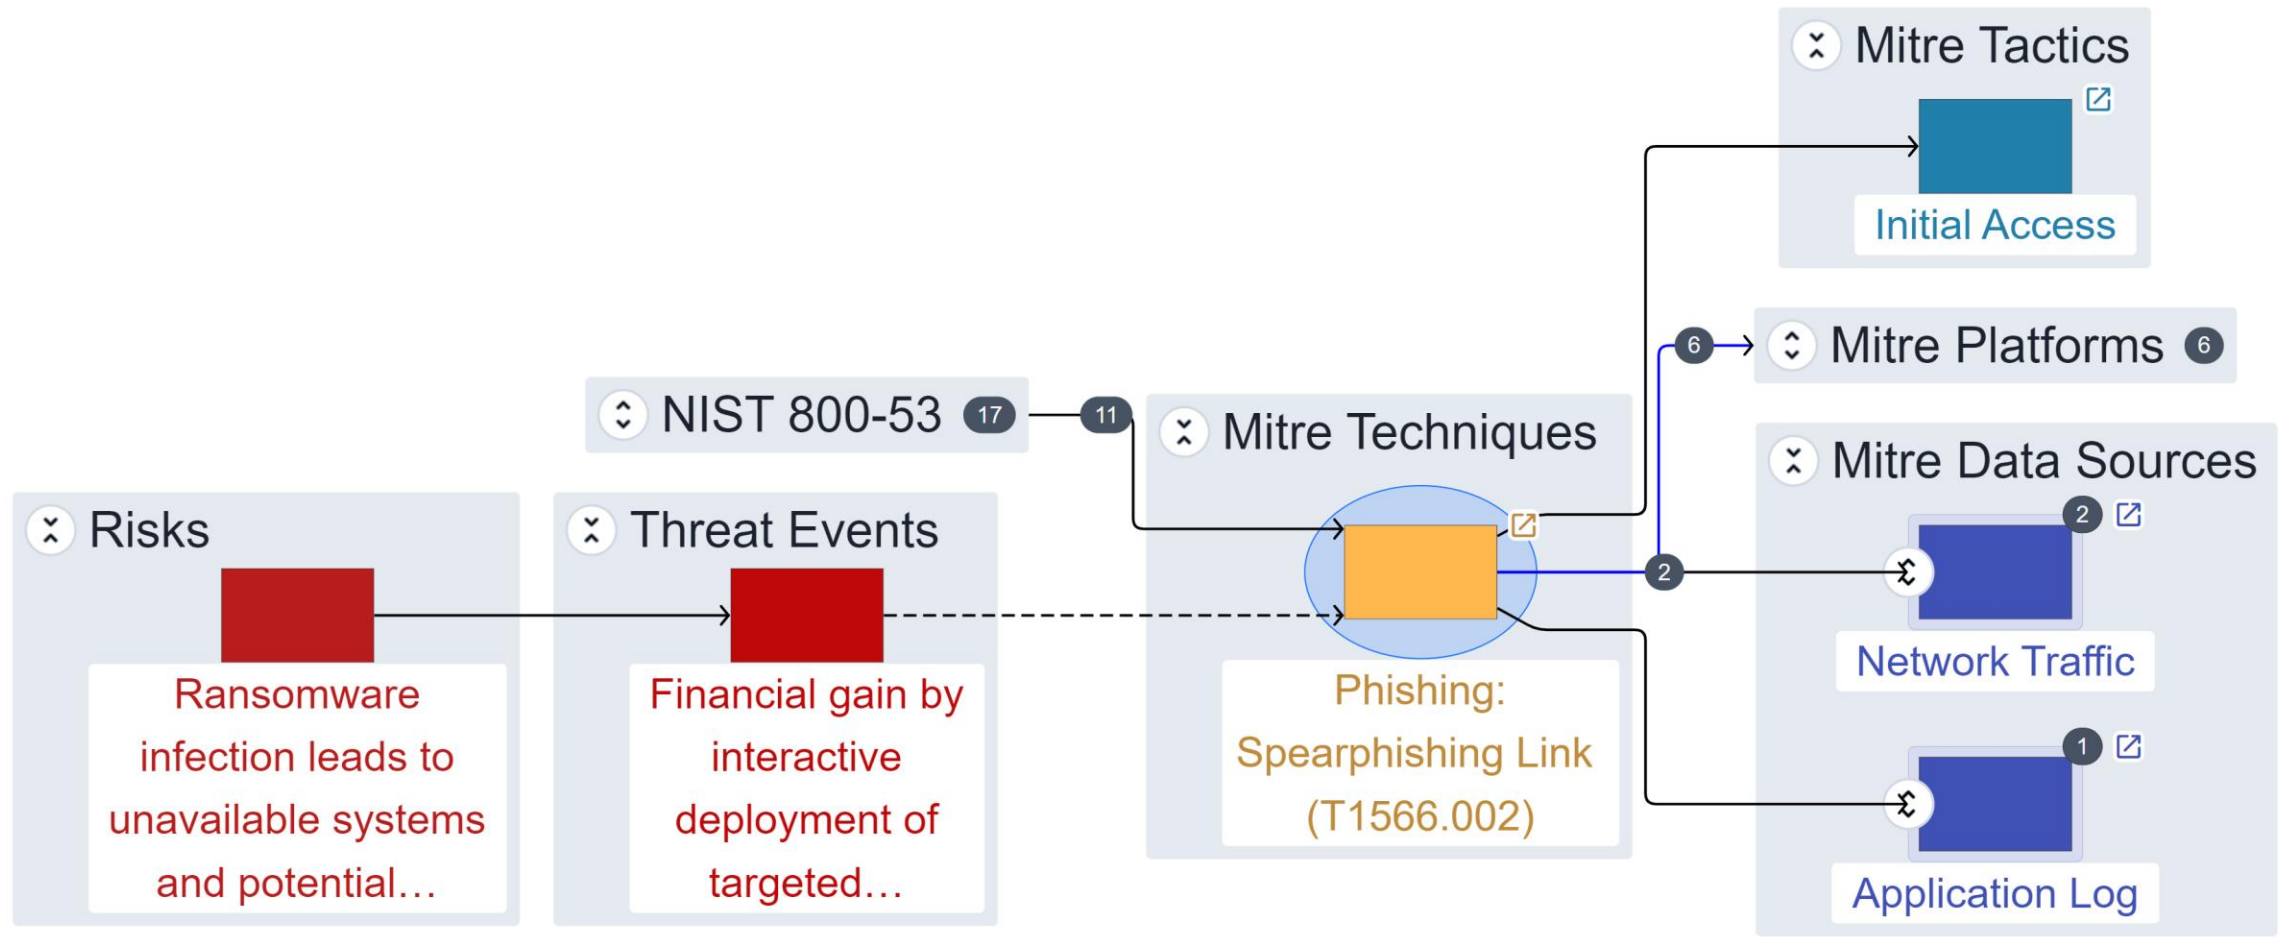 Mitre Tactics
Initial Access
6
Mitre Platforms 6
NIST 800-53 17
11
Mitre Techniques
Phishing:
Spearphishing Link
(T1566.002)
Mitre Data Sources
2
2
Network Traffic
1
Application Log
Risks
Ransomware
infection leads to
unavailable systems
and potential…
Threat Events
Financial gain by
interactive
deployment of
targeted…